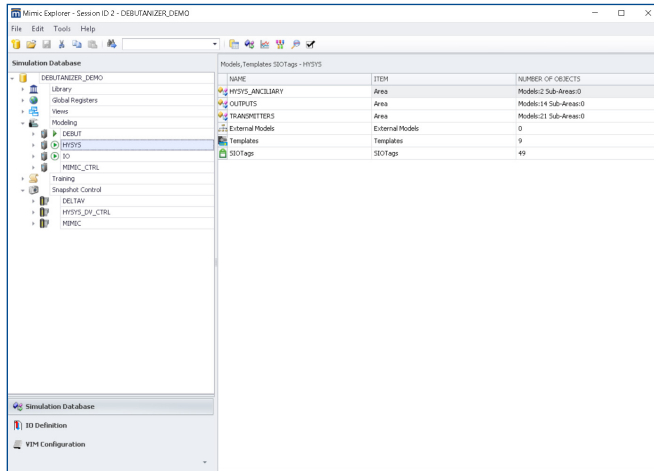 Mimic Explorer - Session ID 2 - DEBUTANIZER_DEMO
File Edit Tools Help
Simulation Database
DEBUTANIZER_DEMO
Library
Global Registers
Views
Modeling
DEBUT
HYSYS
IO
MIMIC_CTRL
Training
Snapshot Control
DELTAV
HYSYS_DV_CTRL
MIMIC
Simulation Database
IO Definition
VIM Configuration
Models,Templates SIOTags - HYSYS
NAME ITEM NUMBER OF OBJECTS
HYSYS_ANCILIARY Area Models:2 Sub-Areas:0
OUTPUTS Area Models:14 Sub-Areas:0
TRANSMITTERS Area Models:21 Sub-Areas:0
External Models External Models 0
Templates Templates 9
SIOTags SIOTags 49